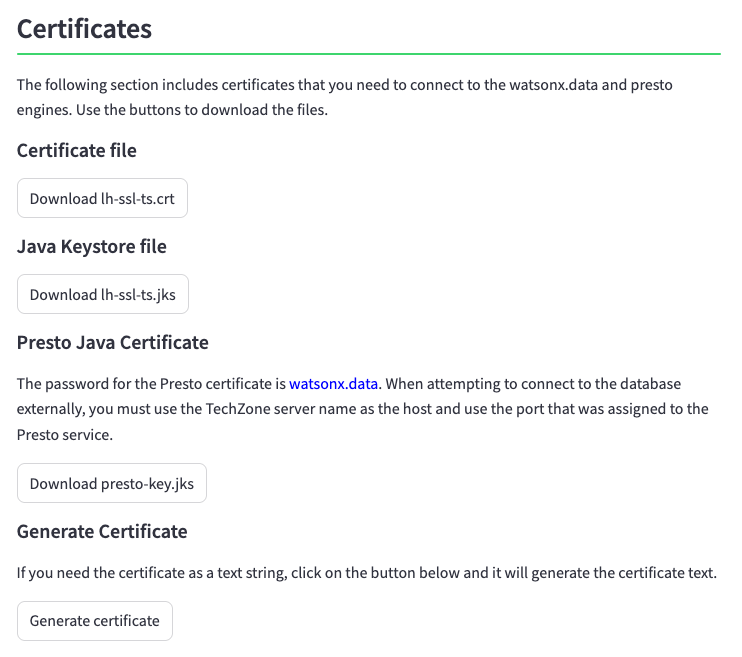 Certificates
The following section includes certificates that you need to connect to the watsonx.data and presto
engines. Use the buttons to download the files.
Certificate file
Download lh-ssl-ts.crt
Java Keystore file
Download lh-ssl-ts.jks
Presto Java Certificate
The password for the Presto certificate is watsonx.data. When attempting to connect to the database
externally, you must use the TechZone server name as the host and use the port that was assigned to the
Presto service.
Download presto-key.jks
Generate Certificate
If you need the certificate as a text string, click on the button below and it will generate the certificate text.
Generate certificate